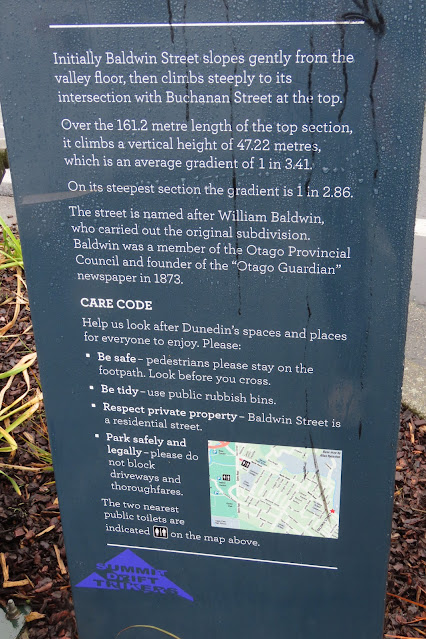 Initially Baldwin Street slopes gently from the
valley floor, then climbs steeply to its
intersection with Buchanan Street at the top.
Over the 161.2 metre length of the top section,
it climbs a vertical height of 47.22 metres,
which is an average gradient of 1 in 3.41.
On its steepest section the gradient is 1 in 2.86.
The street is named after William Baldwin,
who carried out the original subdivision.
Baldwin was a member of the Otago Provincial
Council and founder of the “Otago Guardian”
newspaper in 1873.
CARE CODE
Help us look after Dunedin’s spaces and places
for everyone to enjoy. Please:
▪ Be safe – pedestrians please stay on the
footpath. Look before you cross.
▪ Be tidy – use public rubbish bins.
▪ Respect private property – Baldwin Street is
a residential street.
▪ Park safely and
legally – please do
not block
driveways and
thoroughfares.
The two nearest
public toilets are
indicated on the map above.
DRIFT